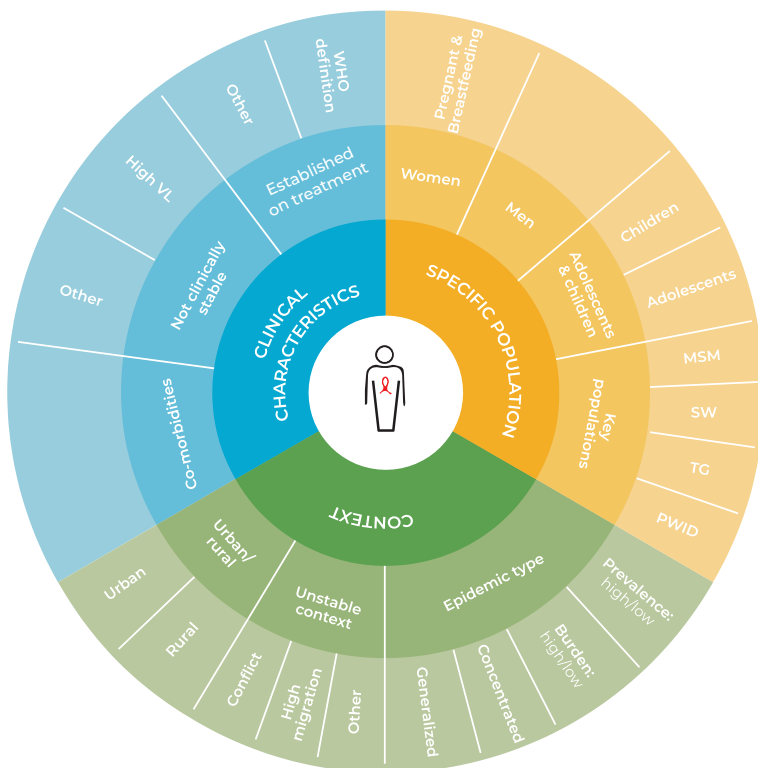 CLINICAL
CHARACTERISTICS
Established
on treatment
WHO
definition
Other
Not clinically
stable
High VL
Other
Co-morbidities
SPECIFIC POPULATION
Women
Pregnant &
Breastfeeding
Men
Adolescents
& children
Children
Adolescents
Key
populations
MSM
SW
TG
PWID
CONTEXT
Epidemic type
Prevalence:
high/low
Burden:
high/low
Concentrated
Generalized
Unstable
context
Other
High
migration
Conflict
Urban/
rural
Rural
Urban